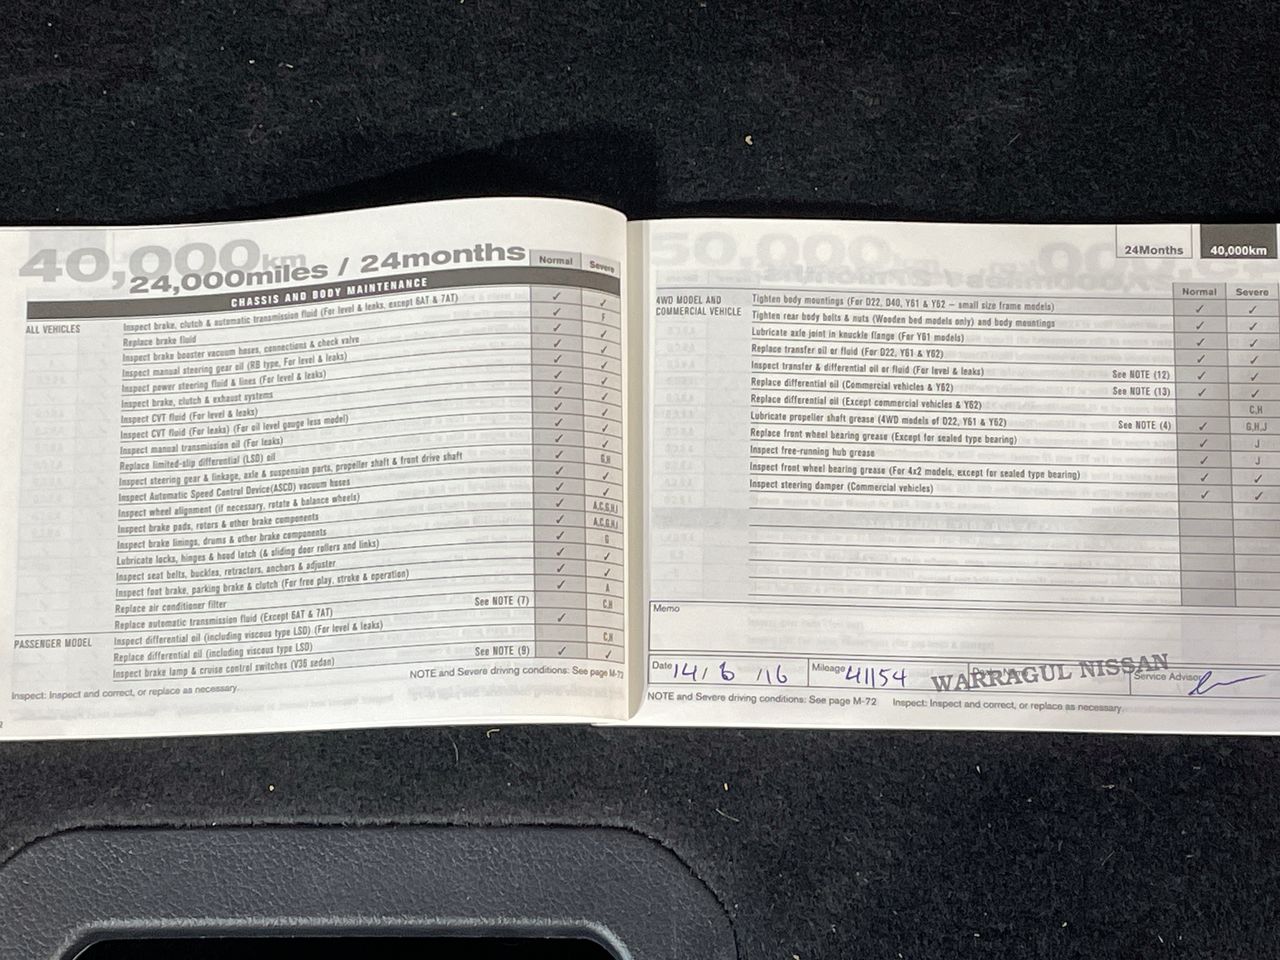 40,000km
24,000miles / 24months
Normal Severe
CHASSIS AND BODY MAINTENANCE
ALL VEHICLES
Inspect brake, clutch & automatic transmission fluid (For level & leaks, except 6AT & 7AT) ✓ ✓
Replace brake fluid ✓ F
Inspect brake booster vacuum hoses, connections & check valve ✓ ✓
Inspect manual steering gear oil (RB type, For level & leaks) ✓ ✓
Inspect power steering fluid & lines (For level & leaks) ✓ ✓
Inspect brake, clutch & exhaust systems ✓ ✓
Inspect CVT fluid (For level & leaks) ✓ ✓
Inspect CVT fluid (For leaks) (For oil level gauge less model) ✓ ✓
Inspect manual transmission oil (For leaks) ✓ ✓
Replace limited-slip differential (LSD) oil ✓ G,H
Inspect steering gear & linkage, axle & suspension parts, propeller shaft & front drive shaft ✓ ✓
Inspect Automatic Speed Control Device(ASCD) vacuum hoses ✓ ✓
Inspect wheel alignment (if necessary, rotate & balance wheels) ✓
Inspect brake pads, rotors & other brake components ✓ A,C,G,H,J
Inspect brake linings, drums & other brake components ✓ A,C,G,H,J
Lubricate locks, hinges & hood latch (& sliding door rollers and links) ✓ G
Inspect seat belts, buckles, retractors, anchors & adjuster ✓ ✓
Inspect foot brake, parking brake & clutch (For free play, stroke & operation) ✓ ✓
Replace air conditioner filter A
Replace automatic transmission fluid (Except 6AT & 7AT) See NOTE (7) C,H
PASSENGER MODEL
Inspect differential oil (including viscous type LSD) (For level & leaks) ✓
Replace differential oil (including viscous type LSD) C,H
Inspect brake lamp & cruise control switches (V36 sedan) See NOTE (9) ✓ ✓
NOTE and Severe driving conditions: See page M-72
Inspect: Inspect and correct, or replace as necessary.
24Months 40,000km
Normal Severe
4WD MODEL AND
COMMERCIAL VEHICLE
Tighten body mountings (For D22, D40, Y61 & Y62 – small size frame models) ✓ ✓
Tighten rear body bolts & nuts (Wooden bed models only) and body mountings ✓ ✓
Lubricate axle joint in knuckle flange (For Y61 models) ✓ ✓
Replace transfer oil or fluid (For D22, Y61 & Y62) ✓ ✓
Inspect transfer & differential oil or fluid (For level & leaks) See NOTE (12) ✓ ✓
Replace differential oil (Commercial vehicles & Y62) See NOTE (13) ✓ ✓
Replace differential oil (Except commercial vehicles & Y62) C,H
Lubricate propeller shaft grease (4WD models of D22, Y61 & Y62) See NOTE (4) ✓ G,H,J
Replace front wheel bearing grease (Except for sealed type bearing) J
Inspect free-running hub grease ✓ J
Inspect front wheel bearing grease (For 4x2 models, except for sealed type bearing) ✓ ✓
Inspect steering damper (Commercial vehicles) ✓ ✓
Memo
Date 14/6/16 Mileage 41154 WARRAGUL NISSAN Service Advisor
NOTE and Severe driving conditions: See page M-72 Inspect: Inspect and correct, or replace as necessary.